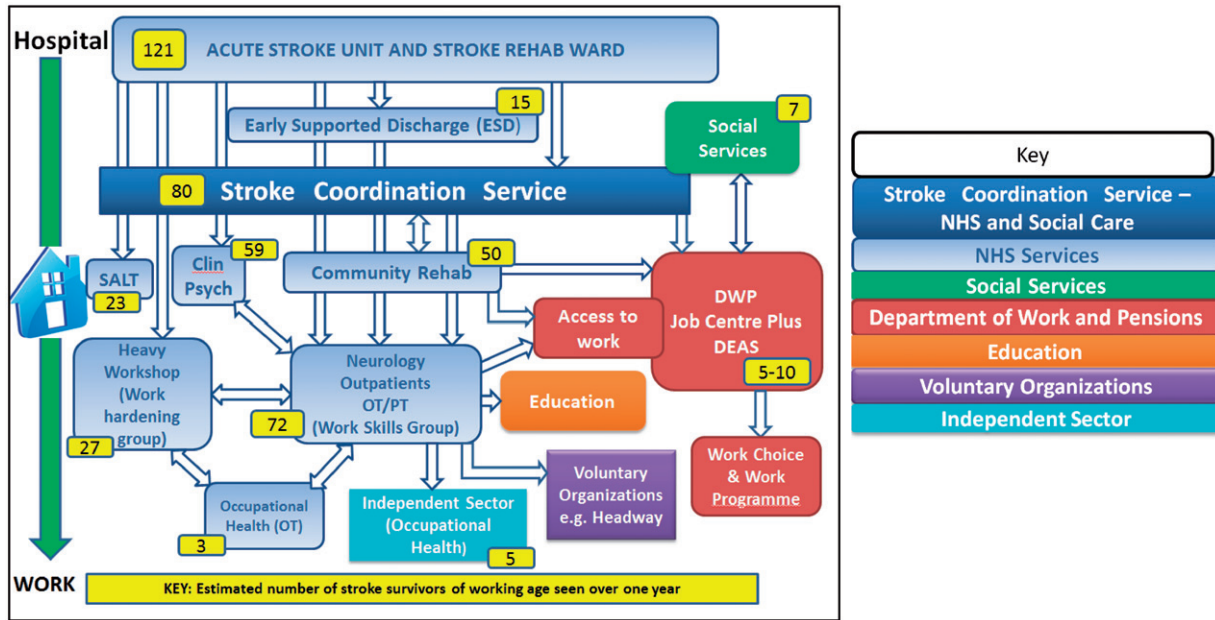 Hospital
121
ACUTE STROKE UNIT AND STROKE REHAB WARD
15
Early Supported Discharge (ESD)
7
Social
Services
80
Stroke Coordination Service
SALT
23
Clin
Psych
59
Community Rehab
50
Access to
work
DWP
Job Centre Plus
DEAS
5-10
Heavy
Workshop
(Work
hardening
group)
27
Neurology
Outpatients
OT/PT
(Work Skills Group)
72
Education
Work Choice
& Work
Programme
Voluntary
Organizations
e.g. Headway
Occupational
Health (OT)
3
Independent Sector
(Occupational
Health)
5
WORK
KEY: Estimated number of stroke survivors of working age seen over one year
Key
Stroke Coordination Service –
NHS and Social Care
NHS Services
Social Services
Department of Work and Pensions
Education
Voluntary Organizations
Independent Sector